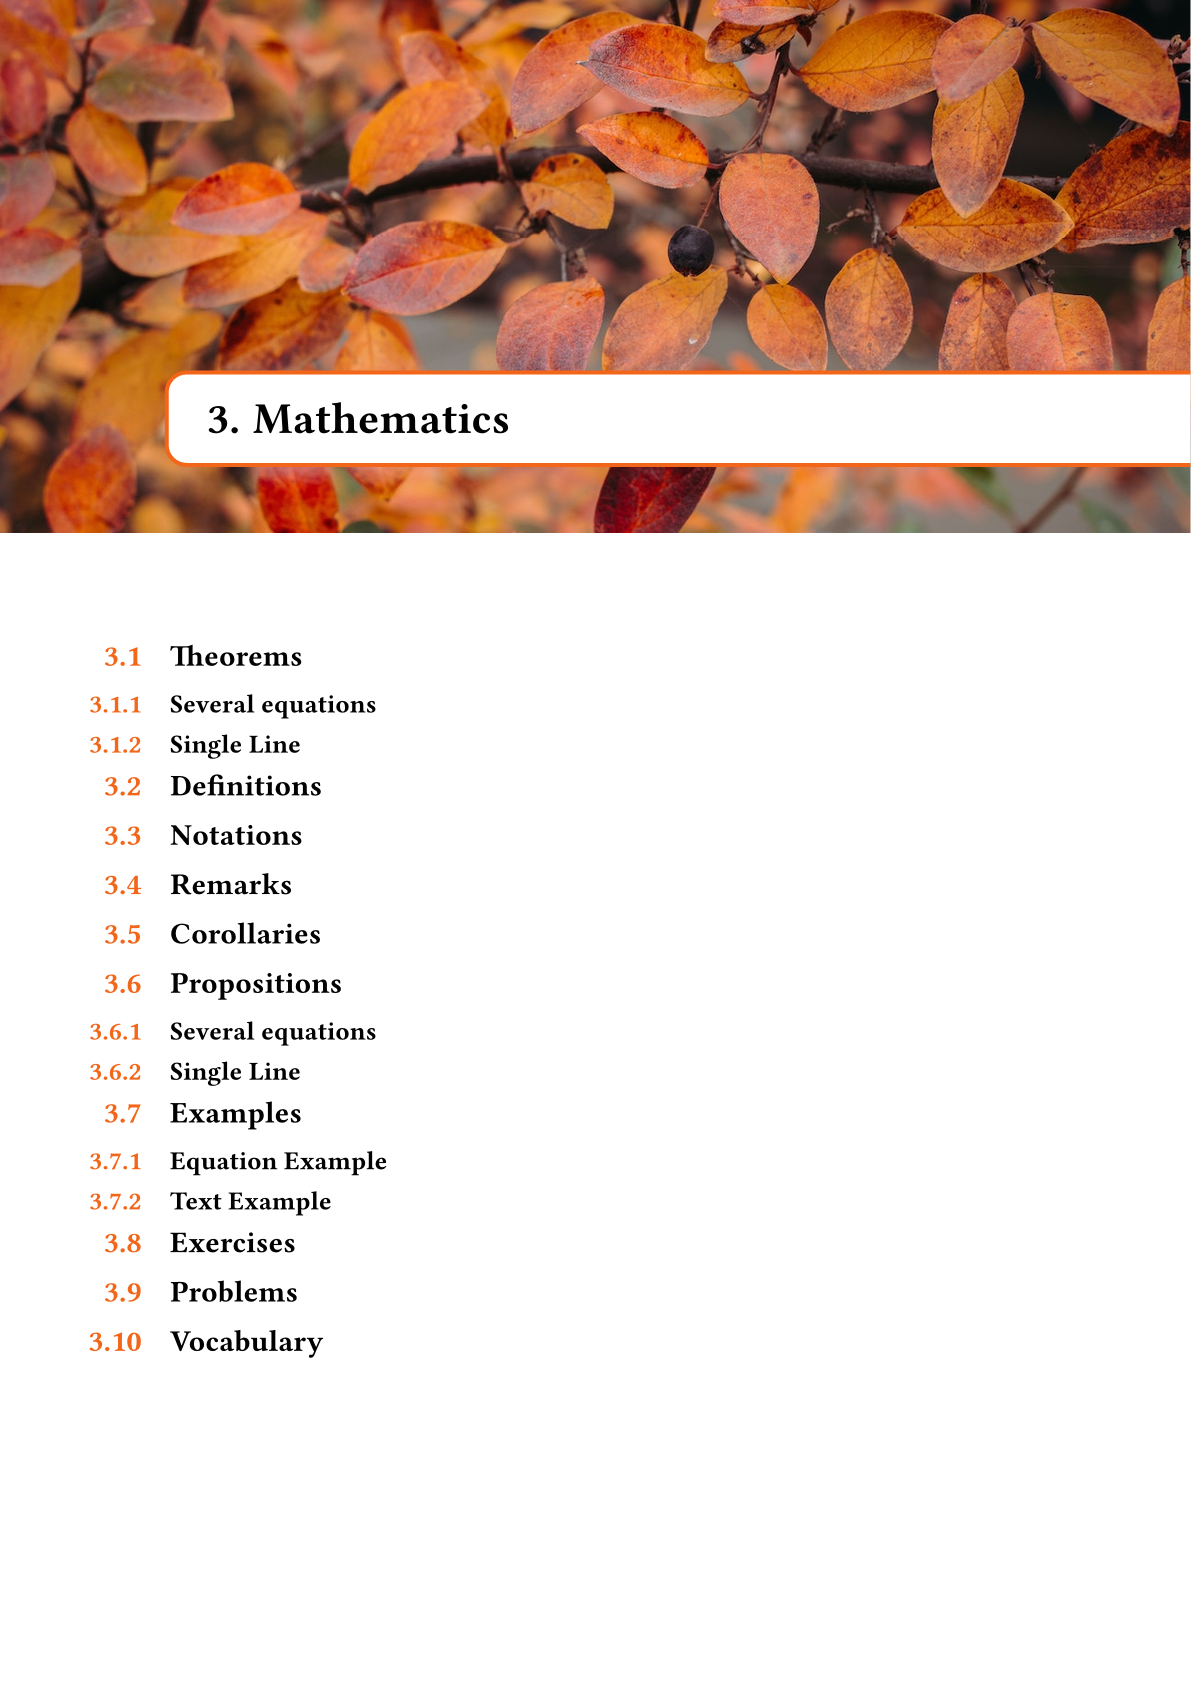 3. Mathematics
3.1 Theorems
3.1.1 Several equations
3.1.2 Single Line
3.2 Definitions
3.3 Notations
3.4 Remarks
3.5 Corollaries
3.6 Propositions
3.6.1 Several equations
3.6.2 Single Line
3.7 Examples
3.7.1 Equation Example
3.7.2 Text Example
3.8 Exercises
3.9 Problems
3.10 Vocabulary